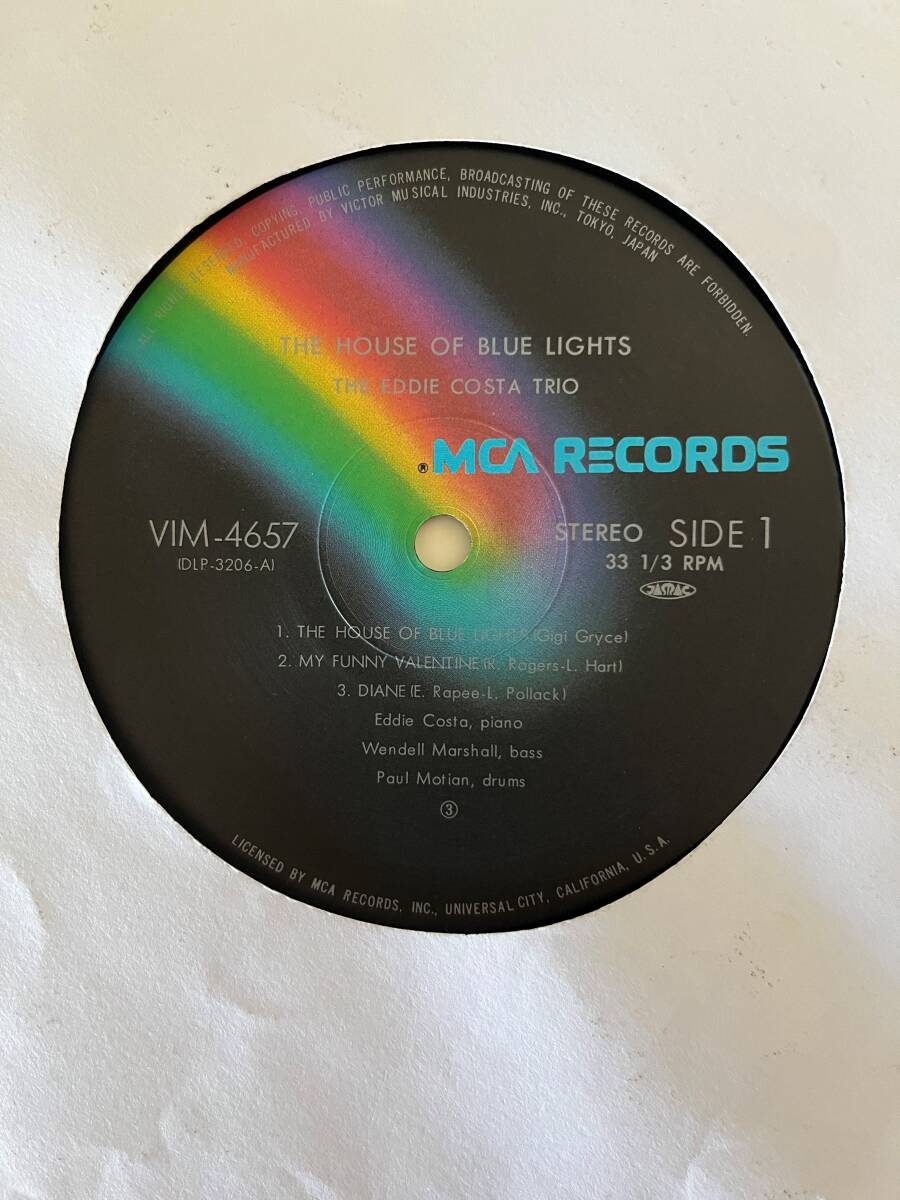 ALL RIGHTS RESERVED, COPYING, PUBLIC PERFORMANCE, BROADCASTING OF THESE RECORDS ARE FORBIDDEN.
MANUFACTURED BY VICTOR MUSICAL INDUSTRIES, INC., TOKYO, JAPAN
THE HOUSE OF BLUE LIGHTS
THE EDDIE COSTA TRIO
® MCA RECORDS
VIM-4657
(DLP-3206-A)
STEREO SIDE 1
33 1/3 RPM
JASRAC
1. THE HOUSE OF BLUE LIGHTS (Gigi Gryce)
2. MY FUNNY VALENTINE (R. Rogers-L. Hart)
3. DIANE (E. Rapée-L. Pollack)
Eddie Costa, piano
Wendell Marshall, bass
Paul Motian, drums
③
LICENSED BY MCA RECORDS, INC., UNIVERSAL CITY, CALIFORNIA, U.S.A.